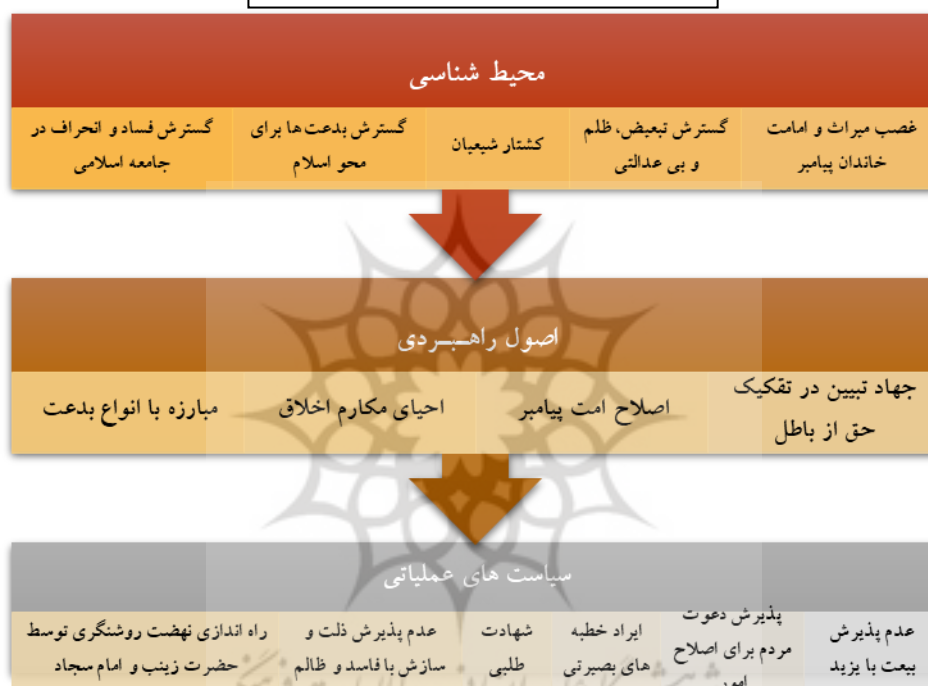 محیط شناسی
غصب میراث و امامت
خاندان پیامبر
گسترش تبعیض، ظلم
و بی عدالتی
کشتار شیعیان
گسترش بدعت‌ها برای
محو اسلام
گسترش فساد و انحراف در
جامعه اسلامی
اصول راهبردی
جهاد تبیین در تقکیک
حق از باطل
اصلاح امت پیامبر
احیای مکارم اخلاق
مبارزه با انواع بدعت
سیاست های عملیاتی
عدم پذیرش
بیعت با یزید
پذیرش دعوت
مردم برای اصلاح
امور
ایراد خطبه
های بصیرتی
شهادت
طلبی
عدم پذیرش ذلت و
سازش با فاسد و ظالم
راه اندازی نهضت روشنگری توسط
حضرت زینب و امام سجاد